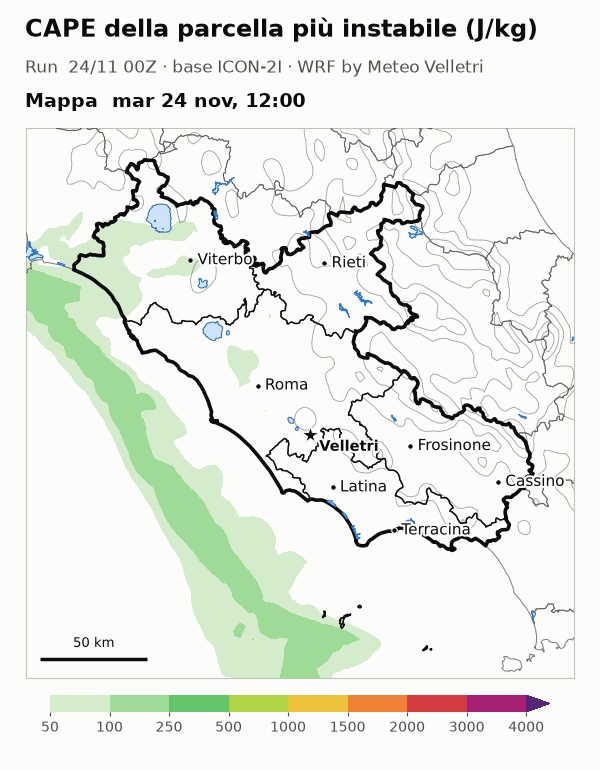 CAPE della parcella più instabile (J/kg)
Run  24/11 00Z · base ICON-2I · WRF by Meteo Velletri
Mappa  mar 24 nov, 12:00
Viterbo
Rieti
Roma
Velletri
Frosinone
Latina
Cassino
Terracina
50 km
50 100 250 500 1000 1500 2000 3000 4000